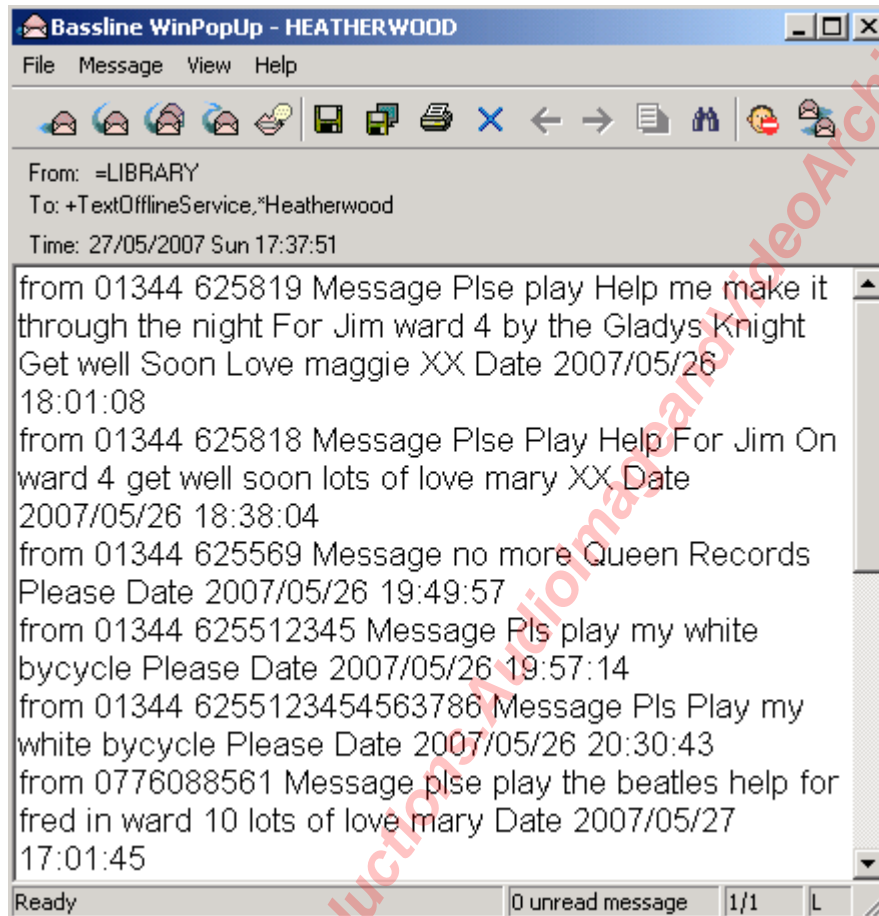 Bassline WinPopUp - HEATHERWOOD
File Message View Help
From: =LIBRARY
To: +TextOfflineService,*Heatherwood
Time: 27/05/2007 Sun 17:37:51
from 01344 625819 Message Plse play Help me make it
through the night For Jim ward 4 by the Gladys Knight
Get well Soon Love maggie XX Date 2007/05/26
18:01:08
from 01344 625818 Message Plse Play Help For Jim On
ward 4 get well soon lots of love mary XX Date
2007/05/26 18:38:04
from 01344 625569 Message no more Queen Records
Please Date 2007/05/26 19:49:57
from 01344 625512345 Message Pls play my white
bycycle Please Date 2007/05/26 19:57:14
from 01344 6255123454563786 Message Pls Play my
white bycycle Please Date 2007/05/26 20:30:43
from 0776088561 Message plse play the beatles help for
fred in ward 10 lots of love mary Date 2007/05/27
17:01:45
Ready 0 unread message 1/1 L
uctions.AudioImageandVideoArchi